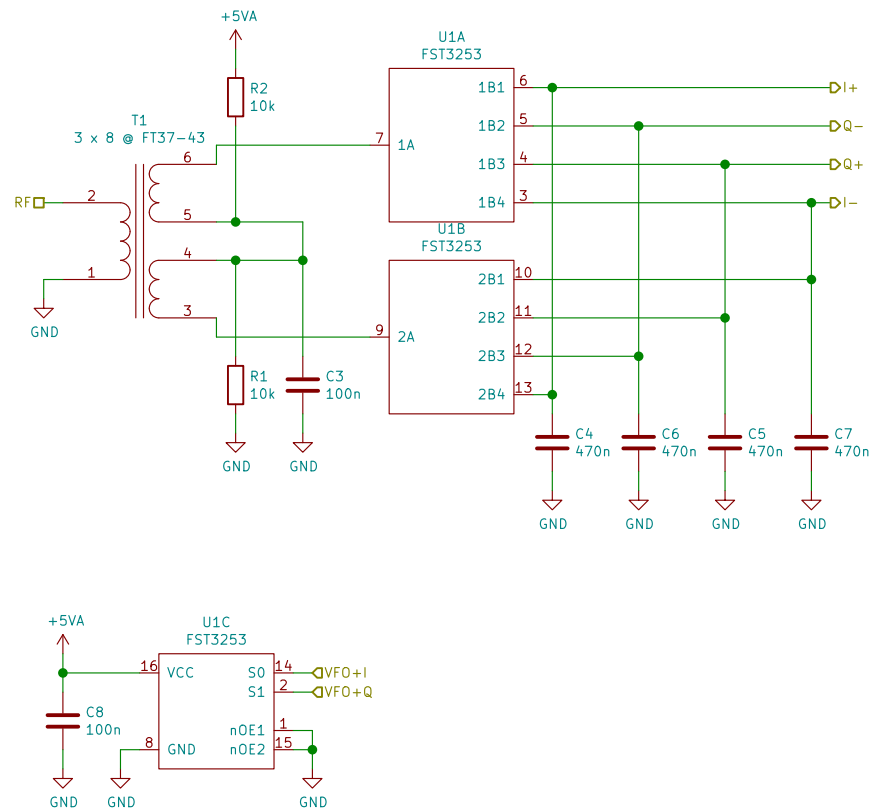 +5VA
R2
10k
T1
3 x 8 @ FT37-43
RF
2
1
6
5
4
3
GND
R1
10k
GND
C3
100n
GND
U1A
FST3253
7
1A
1B1
6
1B2
5
1B3
4
1B4
3
I+
Q-
Q+
I-
U1B
FST3253
9
2A
2B1
10
2B2
11
2B3
12
2B4
13
C4
470n
C6
470n
C5
470n
C7
470n
GND
GND
GND
GND
+5VA
C8
100n
GND
U1C
FST3253
16
VCC
8
GND
GND
S0
14
VFO+I
S1
2
VFO+Q
nOE1
1
nOE2
15
GND